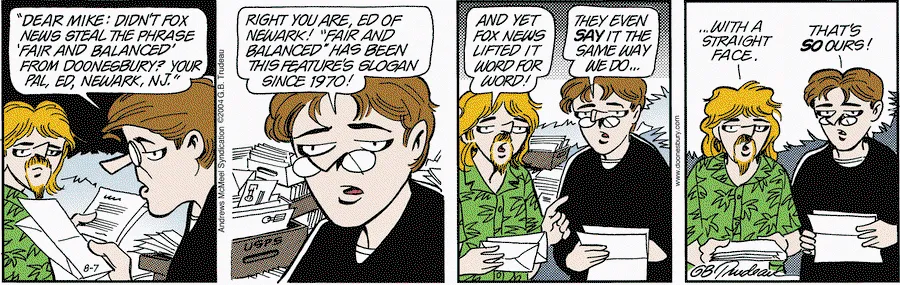 "DEAR MIKE: DIDN'T FOX
NEWS STEAL THE PHRASE
'FAIR AND BALANCED'
FROM DOONESBURY? YOUR
PAL, ED, NEWARK, NJ."
8-7
Andrews McMeel Syndication ©2004 G.B. Trudeau
RIGHT YOU ARE, ED OF
NEWARK! "FAIR AND
BALANCED" HAS BEEN
THIS FEATURE'S SLOGAN
SINCE 1970!
USPS
AND YET
FOX NEWS
LIFTED IT
WORD FOR
WORD!
THEY EVEN
SAY IT THE
SAME WAY
WE DO...
www.doonesbury.com
...WITH A
STRAIGHT
FACE.
THAT'S
SO OURS!
GB Trudeau